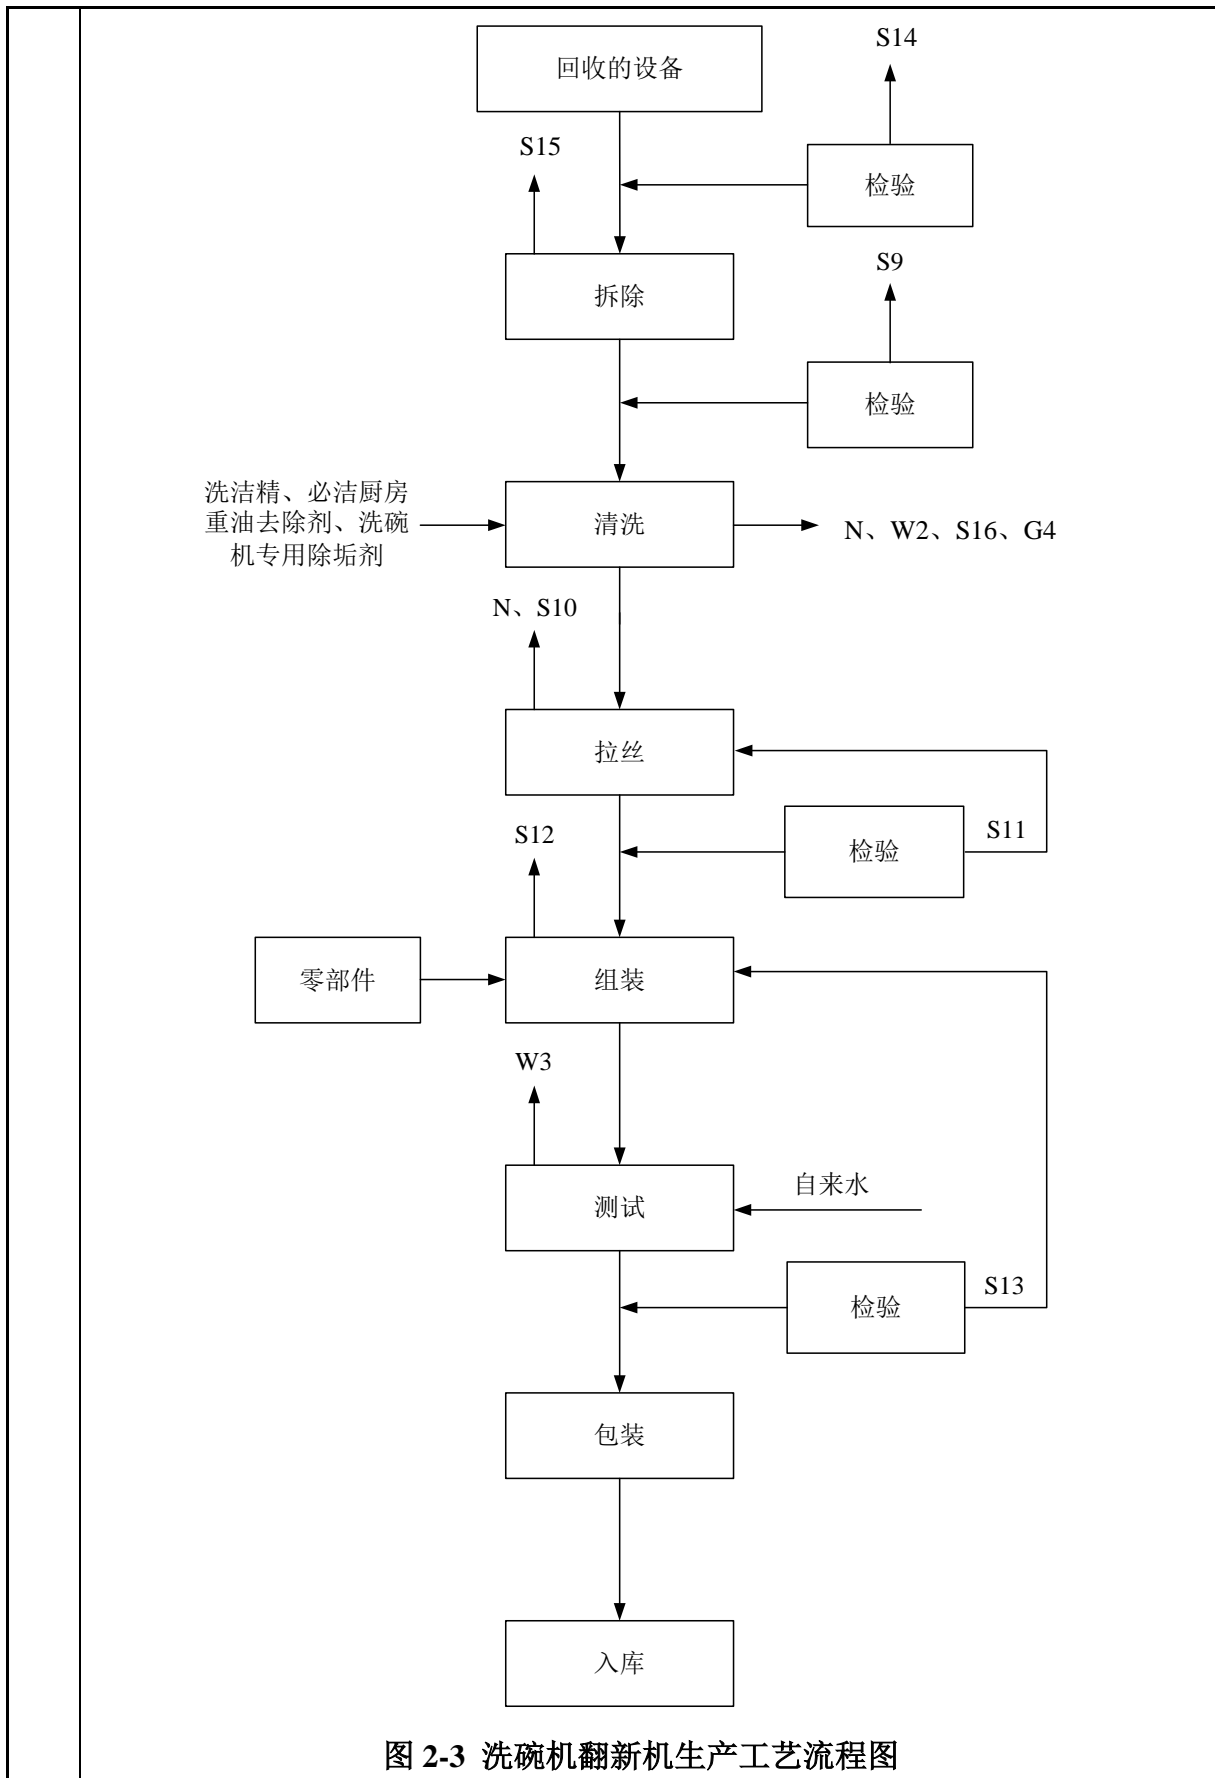 S14
回收的设备
S15
检验
S9
拆除
检验
洗洁精、必洁厨房
重油去除剂、洗碗
机专用除垢剂
清洗
N、W2、S16、G4
N、S10
拉丝
S11
检验
S12
零部件
组装
W3
自来水
测试
S13
检验
包装
入库
图 2-3 洗碗机翻新机生产工艺流程图